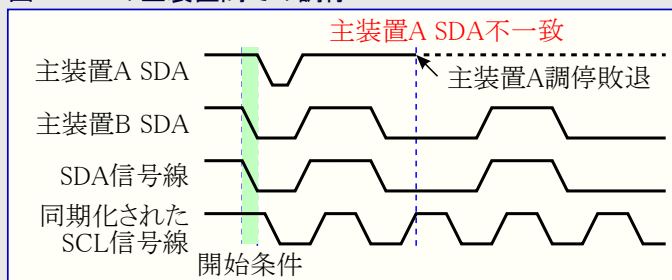 主装置A SDA不一致
主装置A SDA
主装置A調停敗退
主装置B SDA
SDA信号線
同期化された
SCL信号線
開始条件